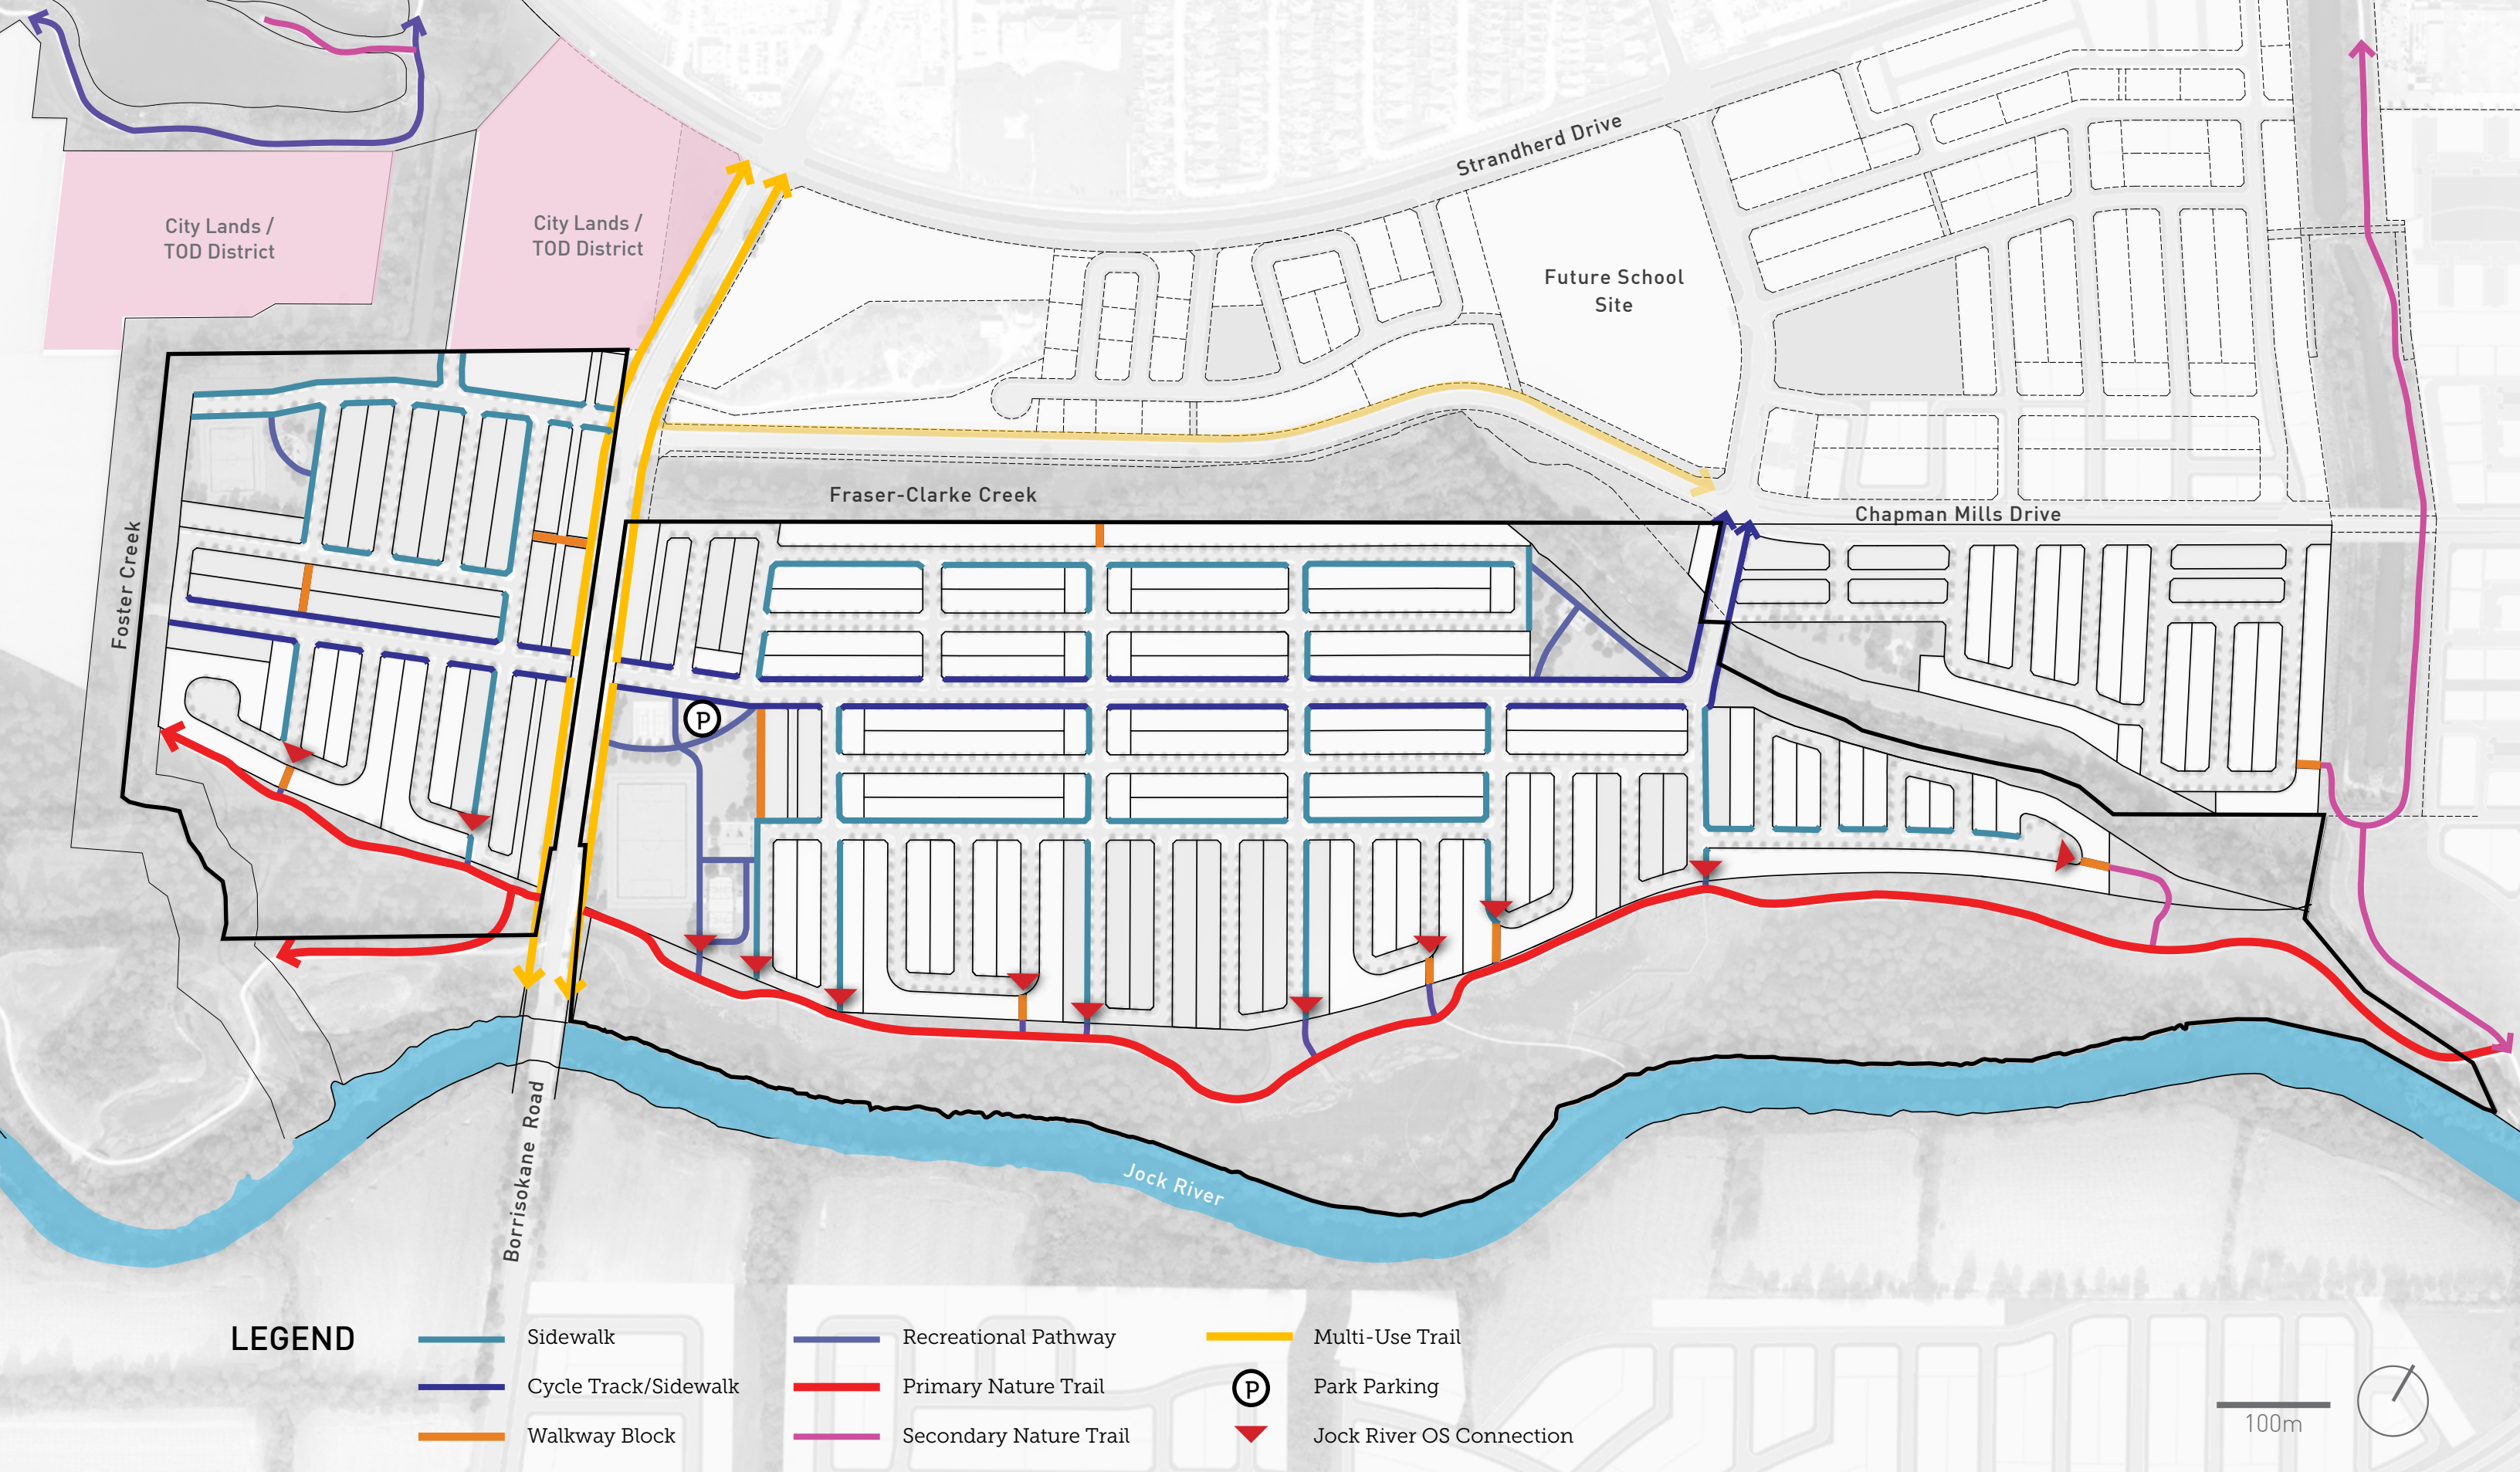 Strandherd Drive
City Lands /
TOD District
City Lands /
TOD District
Future School
Site
Fraser-Clarke Creek
Chapman Mills Drive
Foster Creek
P
Jock River
Borrisokane Road
LEGEND
Sidewalk
Cycle Track/Sidewalk
Walkway Block
Recreational Pathway
Primary Nature Trail
Secondary Nature Trail
Multi-Use Trail
P Park Parking
Jock River OS Connection
100m